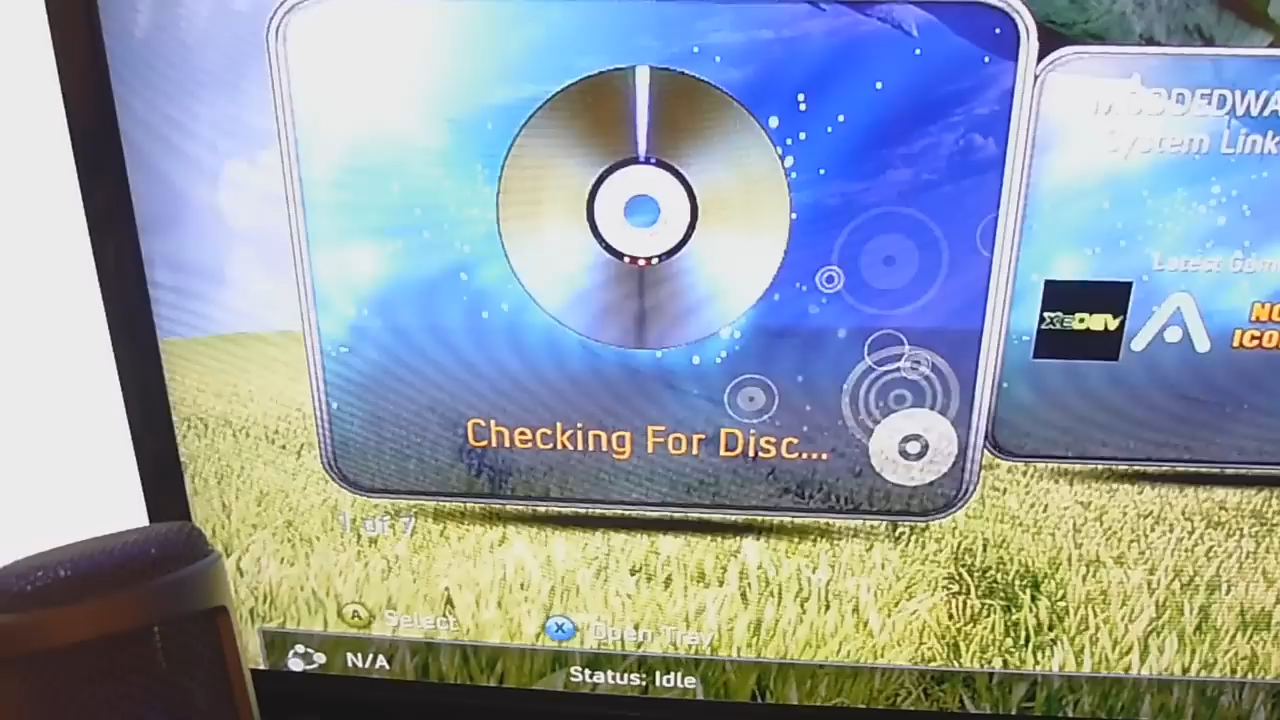 Checking For Disc...
System Link
XeDEV
1 of 7
A Select
X Open Tray
N/A
Status: Idle